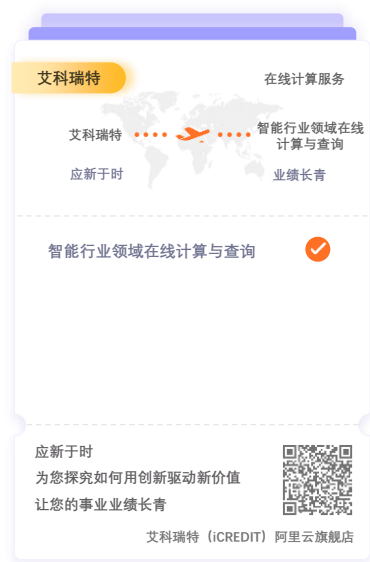 艾科瑞特
在线计算服务
艾科瑞特
智能行业领域在线
计算与查询
应新于时
业绩长青
智能行业领域在线计算与查询
应新于时
为您探究如何用创新驱动新价值
让您的事业业绩长青
艾科瑞特（iCREDIT）阿里云旗舰店